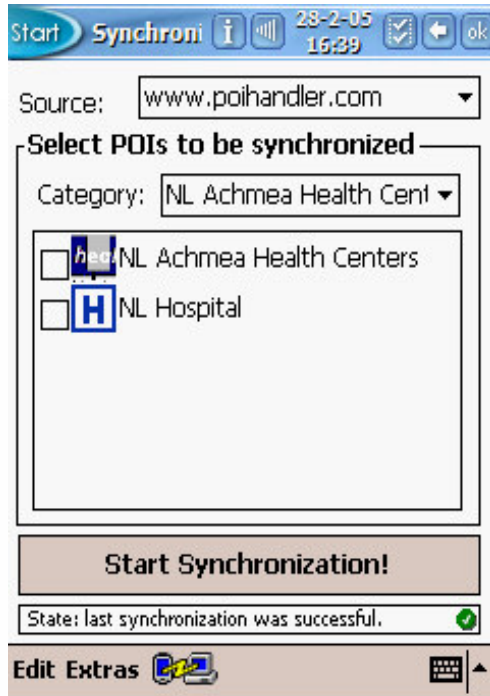 Start Synchroni 28-2-05 16:39 ok
Source: www.poihandler.com
Select POIs to be synchronized
Category: NL Achmea Health Cent
NL Achmea Health Centers
H NL Hospital
Start Synchronization!
State: last synchronization was successful.
Edit Extras